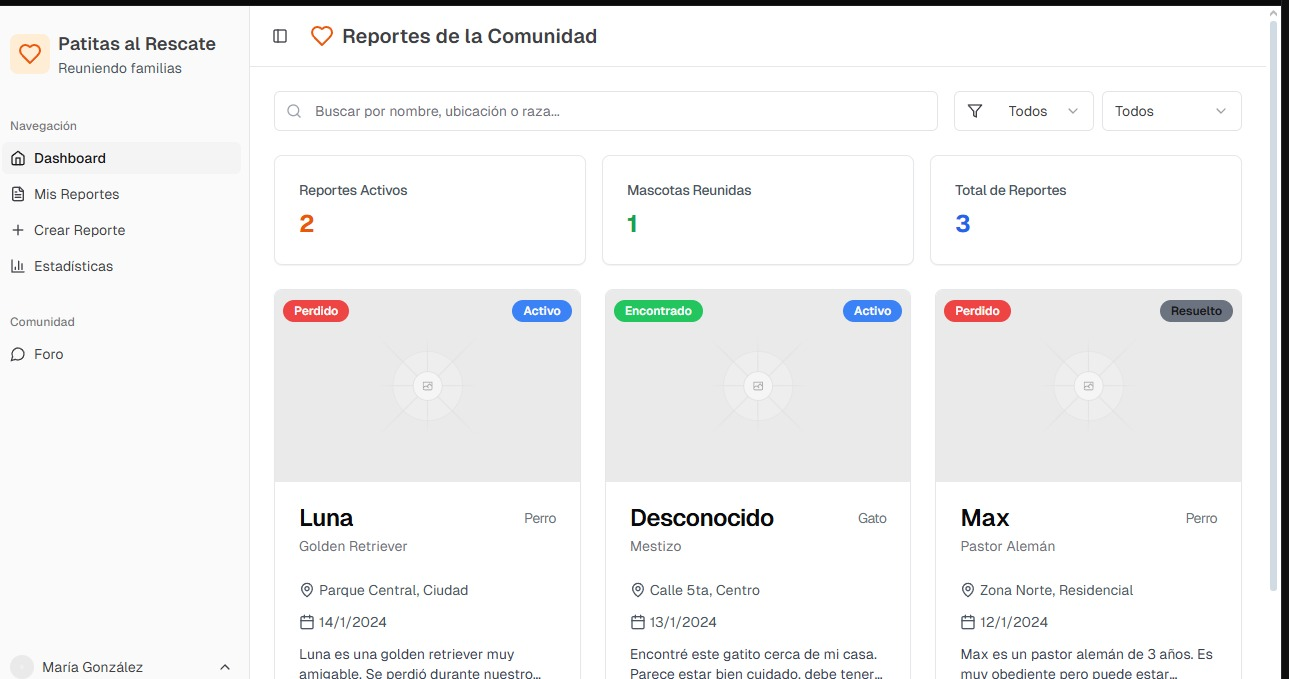 Patitas al Rescate
Reuniendo familias
Navegación
Dashboard
Mis Reportes
Crear Reporte
Estadísticas
Comunidad
Foro
María González
Reportes de la Comunidad
Buscar por nombre, ubicación o raza...
Todos
Todos
Reportes Activos
2
Mascotas Reunidas
1
Total de Reportes
3
Perdido
Activo
Luna
Perro
Golden Retriever
Parque Central, Ciudad
14/1/2024
Luna es una golden retriever muy
amigable. Se perdió durante nuestro...
Encontrado
Activo
Desconocido
Gato
Mestizo
Calle 5ta, Centro
13/1/2024
Encontré este gatito cerca de mi casa.
Parece estar bien cuidado, debe tener...
Perdido
Resuelto
Max
Perro
Pastor Alemán
Zona Norte, Residencial
12/1/2024
Max es un pastor alemán de 3 años. Es
muy obediente pero puede estar...